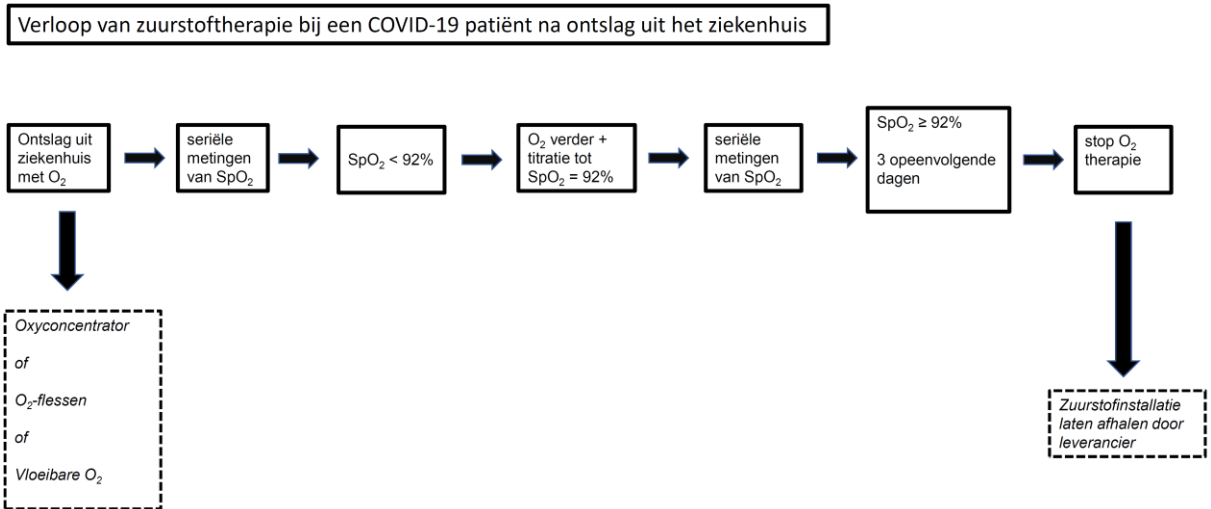 Verloop van zuurstoftherapie bij een COVID-19 patiënt na ontslag uit het ziekenhuis
Ontslag uit
ziekenhuis
met O₂
seriële
metingen
van SpO₂
SpO₂ < 92%
O₂ verder +
titratie tot
SpO₂ = 92%
seriële
metingen
van SpO₂
SpO₂ ≥ 92%
3 opeenvolgende
dagen
stop O₂
therapie
Oxyconcentrator
of
O₂-flessen
of
Vloeibare O₂
Zuurstofinstallatie
laten afhalen door
leverancier